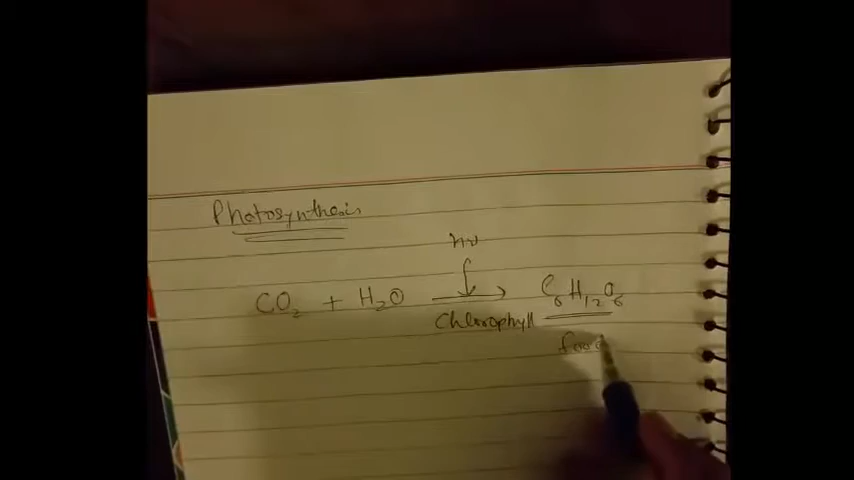 Photosynthesis
hν
CO₂ + H₂O → C₆H₁₂O₆
Chlorophyll
food